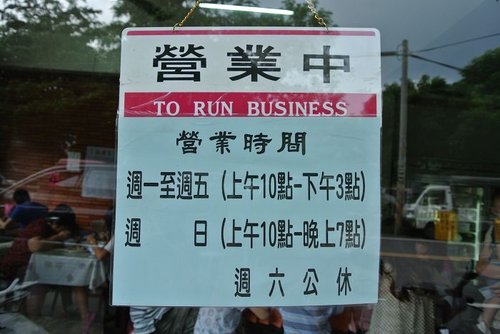 營業中
TO RUN BUSINESS
營業時間
週一至週五 (上午10點-下午3點)
週 日 (上午10點-晚上7點)
週六公休